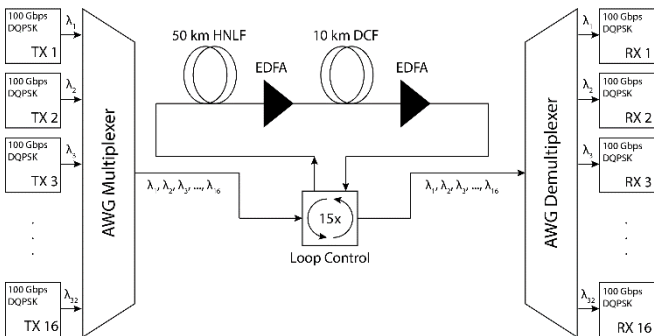 100 Gbps
DQPSK
TX 1
λ₁
100 Gbps
DQPSK
TX 2
λ₂
100 Gbps
DQPSK
TX 3
λ₃
.
.
.
100 Gbps
DQPSK
TX 16
λ₃₂
AWG Multiplexer
λ₁, λ₂, λ₃, ..., λ₁₆
50 km HNLF
EDFA
10 km DCF
EDFA
15x
Loop Control
λ₁, λ₂, λ₃, ..., λ₁₆
AWG Demultiplexer
λ₁
100 Gbps
DQPSK
RX 1
λ₂
100 Gbps
DQPSK
RX 2
λ₃
100 Gbps
DQPSK
RX 3
.
.
.
λ₃₂
100 Gbps
DQPSK
RX 16